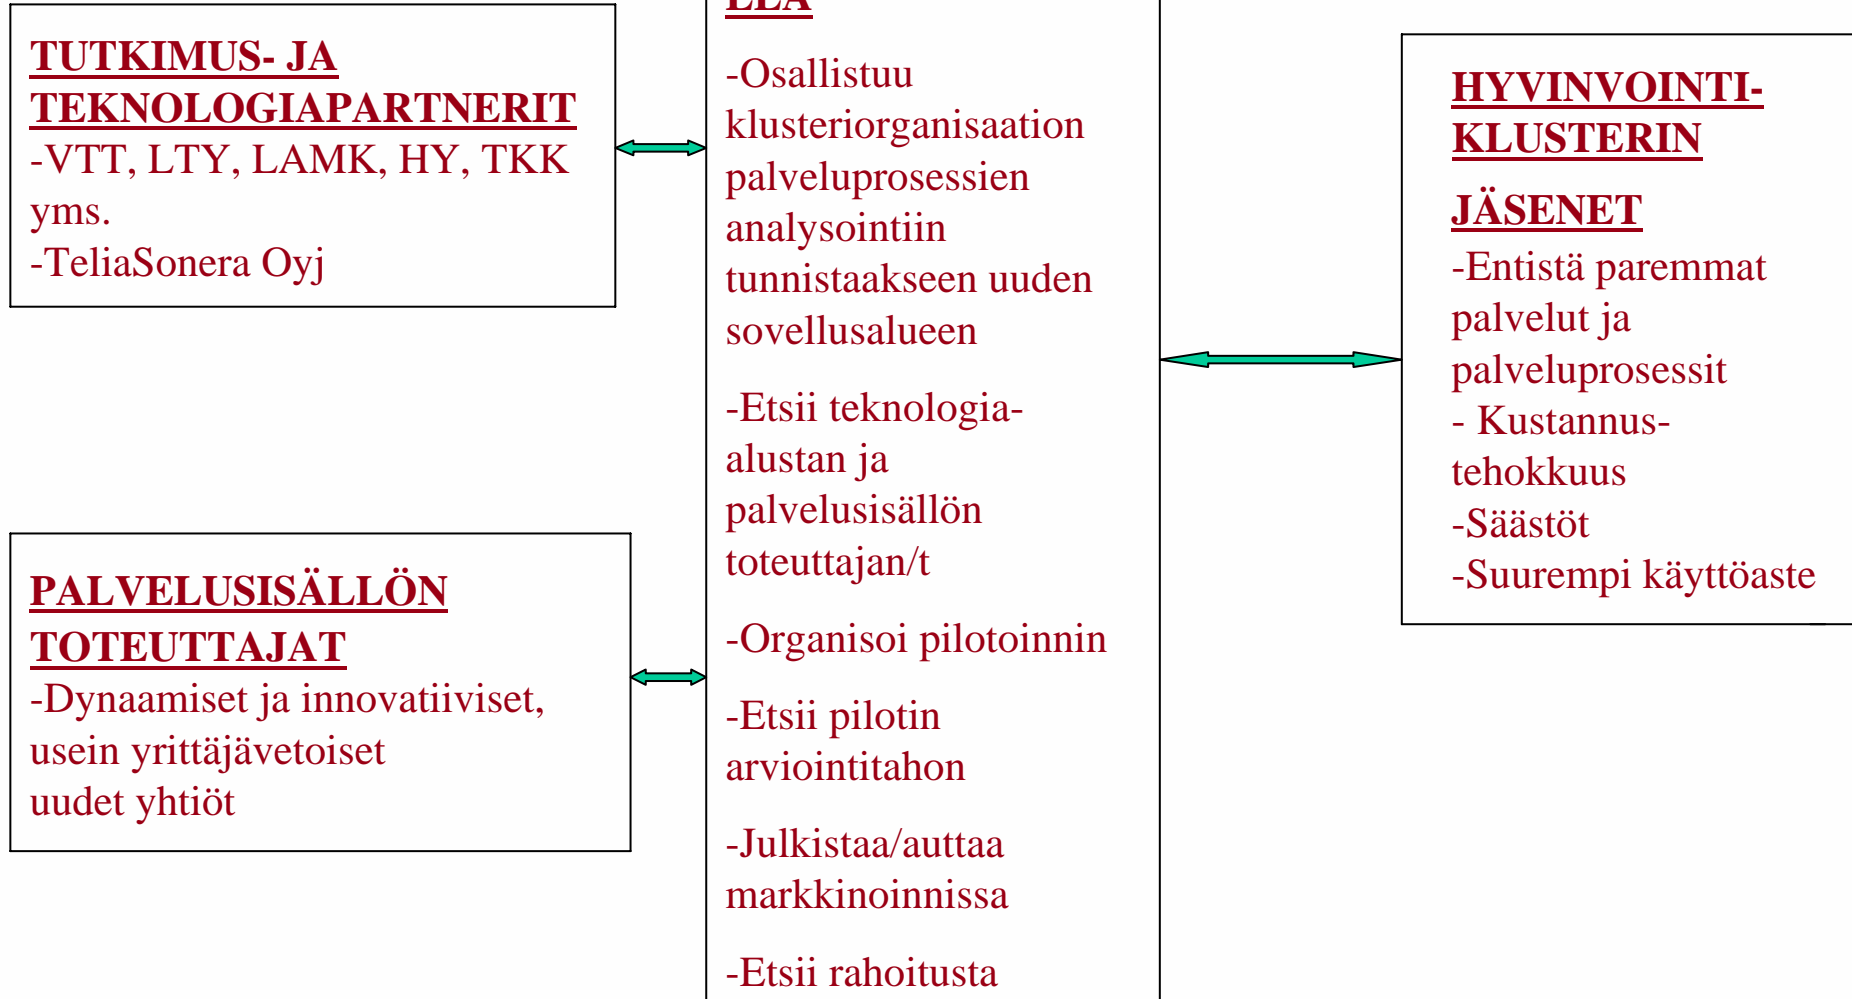 TUTKIMUS- JA
TEKNOLOGIAPARTNERIT
-VTT, LTY, LAMK, HY, TKK
yms.
-TeliaSonera Oyj
PALVELUSISÄLLÖN
TOTEUTTAJAT
-Dynaamiset ja innovatiiviset,
usein yrittäjävetoiset
uudet yhtiöt
-Osallistuu
klusteriorganisaation
palveluprosessien
analysointiin
tunnistaakseen uuden
sovellusalueen
-Etsii teknologia-
alustan ja
palvelusisällön
toteuttajan/t
-Organisoi pilotoinnin
-Etsii pilotin
arviointitahon
-Julkistaa/auttaa
markkinoinnissa
-Etsii rahoitusta
HYVINVOINTI-
KLUSTERIN
JÄSENET
-Entistä paremmat
palvelut ja
palveluprosessit
- Kustannus-
tehokkuus
-Säästöt
-Suurempi käyttöaste